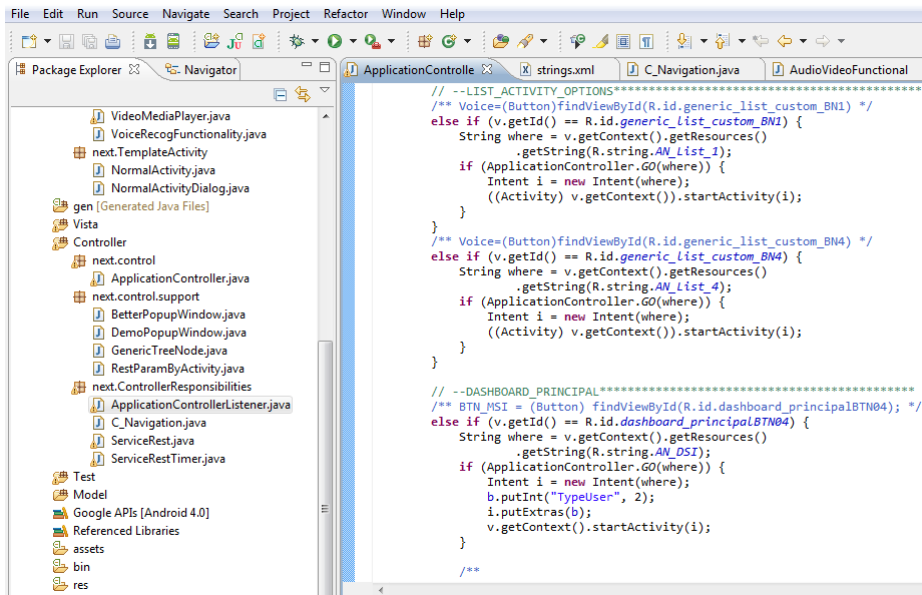 File Edit Run Source Navigate Search Project Refactor Window Help
Package Explorer
Navigator
VideoMediaPlayer.java
VoiceRecogFunctionality.java
next.TemplateActivity
NormalActivity.java
NormalActivityDialog.java
gen [Generated Java Files]
Vista
Controller
next.control
ApplicationController.java
next.control.support
BetterPopupWindow.java
DemoPopupWindow.java
GenericTreeNode.java
RestParamByActivity.java
next.ControllerResponsibilities
ApplicationControllerListener.java
C_Navigation.java
ServiceRest.java
ServiceRestTimer.java
Test
Model
Google APIs [Android 4.0]
Referenced Libraries
assets
bin
res
ApplicationControlle
strings.xml
C_Navigation.java
AudioVideoFunctional
// --LIST_ACTIVITY_OPTIONS****************************************
/** Voice=(Button)findViewById(R.id.generic_list_custom_BN1) */
else if (v.getId() == R.id.generic_list_custom_BN1) {
String where = v.getContext().getResources()
.getString(R.string.AN_List_1);
if (ApplicationController.GO(where)) {
Intent i = new Intent(where);
((Activity) v.getContext()).startActivity(i);
}
}
/** Voice=(Button)findViewById(R.id.generic_list_custom_BN4) */
else if (v.getId() == R.id.generic_list_custom_BN4) {
String where = v.getContext().getResources()
.getString(R.string.AN_List_4);
if (ApplicationController.GO(where)) {
Intent i = new Intent(where);
((Activity) v.getContext()).startActivity(i);
}
}
// --DASHBOARD_PRINCIPAL******************************************
/** BTN_MSI = (Button) findViewById(R.id.dashboard_principalBTN04); */
else if (v.getId() == R.id.dashboard_principalBTN04) {
String where = v.getContext().getResources()
.getString(R.string.AN_DSI);
if (ApplicationController.GO(where)) {
Intent i = new Intent(where);
b.putInt("TypeUser", 2);
i.putExtras(b);
v.getContext().startActivity(i);
}
/**